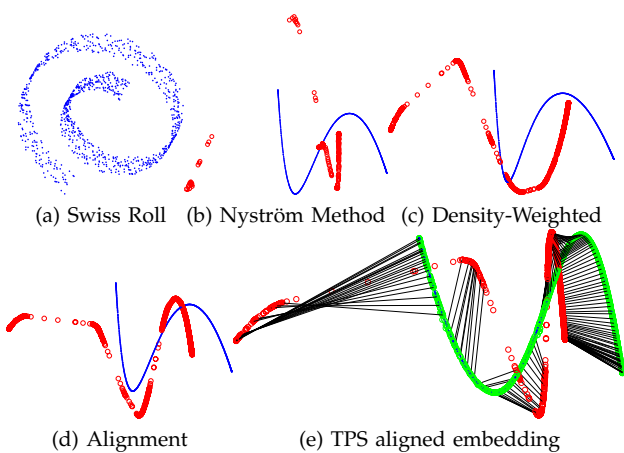 (a) Swiss Roll
(b) Nyström Method
(c) Density-Weighted
(d) Alignment
(e) TPS aligned embedding